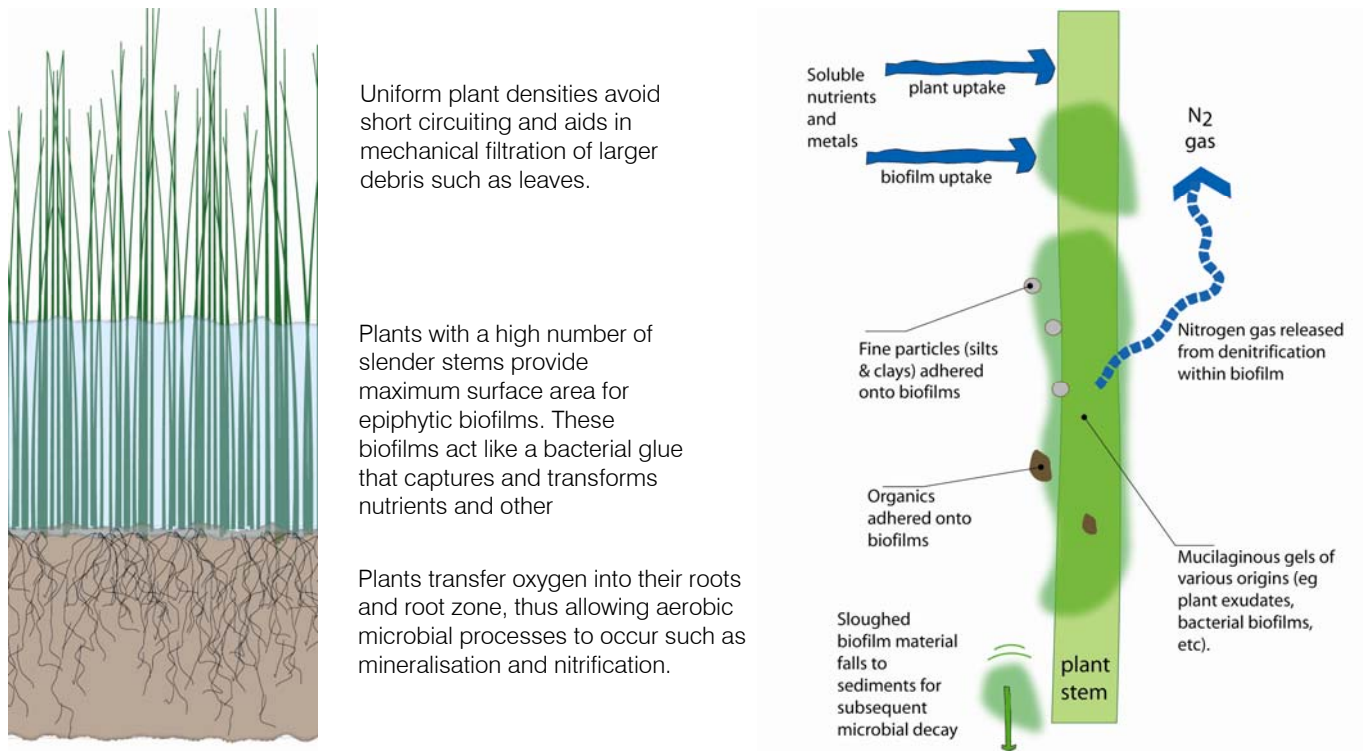 Uniform plant densities avoid
short circuiting and aids in
mechanical filtration of larger
debris such as leaves.
Plants with a high number of
slender stems provide
maximum surface area for
epiphytic biofilms. These
biofilms act like a bacterial glue
that captures and transforms
nutrients and other
Plants transfer oxygen into their roots
and root zone, thus allowing aerobic
microbial processes to occur such as
mineralisation and nitrification.
Soluble
nutrients
and
metals
plant uptake
biofilm uptake
N2
gas
Fine particles (silts
& clays) adhered
onto biofilms
Nitrogen gas released
from denitrification
within biofilm
Organics
adhered onto
biofilms
Mucilaginous gels of
various origins (eg
plant exudates,
bacterial biofilms,
etc).
Sloughed
biofilm material
falls to
sediments for
subsequent
microbial decay
plant
stem